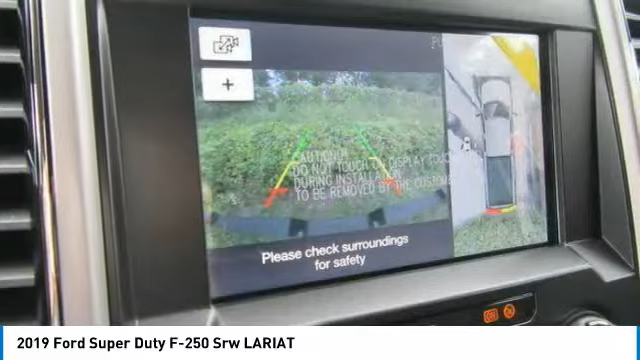 CAUTION!
DO NOT TOUCH DISPLAY
DURING INSTALLATION
TO BE REMOVED BY THE CUSTOMER
Please check surroundings
for safety
2019 Ford Super Duty F-250 Srw LARIAT